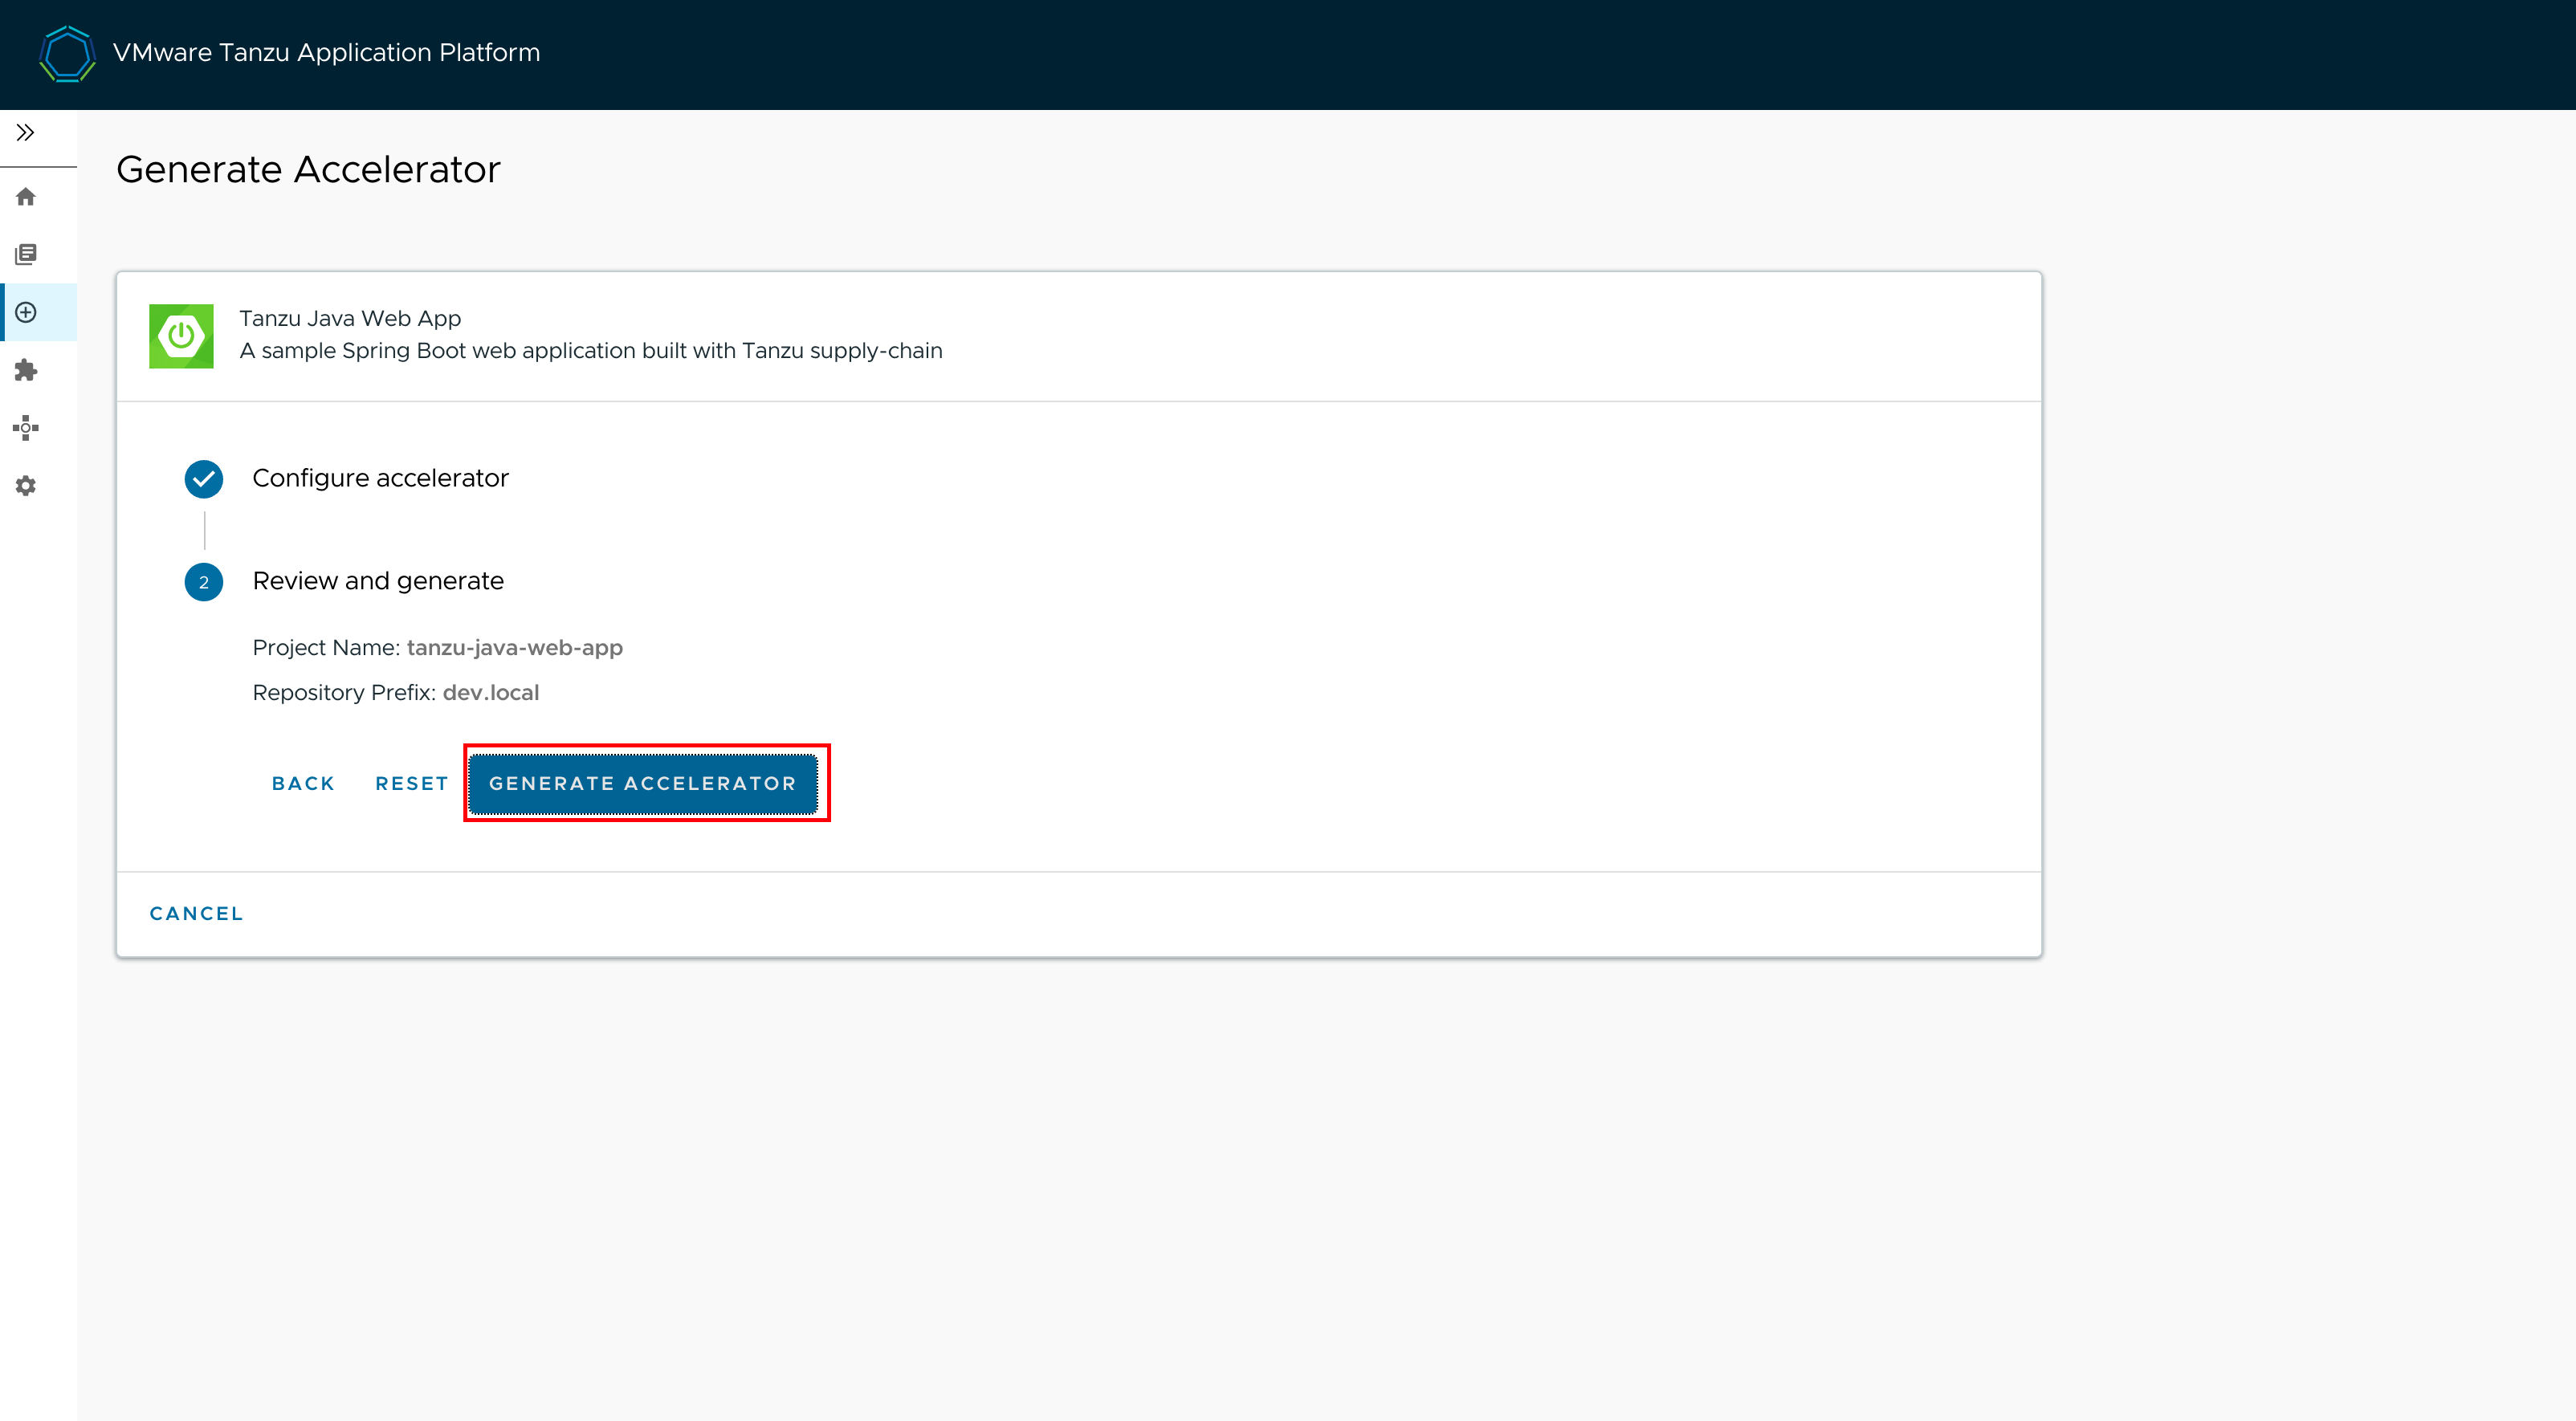 VMware Tanzu Application Platform
Generate Accelerator
Tanzu Java Web App
A sample Spring Boot web application built with Tanzu supply-chain
Configure accelerator
2 Review and generate
Project Name: tanzu-java-web-app
Repository Prefix: dev.local
BACK RESET GENERATE ACCELERATOR
CANCEL